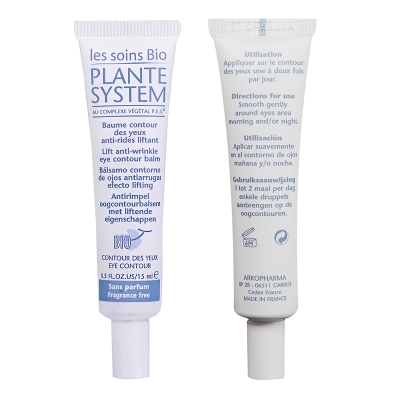 les soins Bio
PLANTE
SYSTEM
AU COMPLEXE VÉGÉTAL P.E.S.
Baume contour
des yeux
anti-rides liftant
Lift anti-wrinkle
eye contour balm
Bálsamo contorno
de ojos antiarrugas
efecto lifting
Antirimpel
oogcontourbalsem
met liftende
eigenschappen
BIO
CONTOUR DES YEUX
EYE CONTOUR
0.5 FL.OZ.US/15 ml e
Sans parfum
Fragrance free
Utilisation
Appliquer sur le contour
des yeux une à deux fois
par jour.
Directions for use
Smooth gently
around eyes area
morning and/or night.
Utilización
Aplicar suavemente
en el contorno de ojos
mañana y/o noche.
Gebruiksaanwijzing
1 tot 2 maal per dag
enkele druppels
aanbrengen op de
oogcontouren.
6M
ARKOPHARMA
BP 28 - 06511 CARROS
Cedex France
MADE IN FRANCE